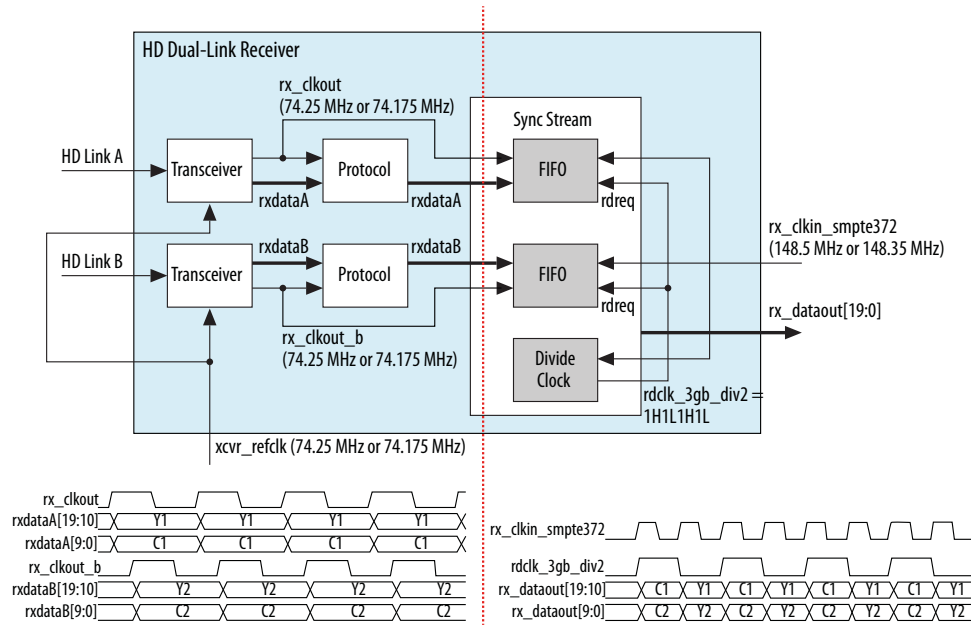 HD Dual-Link Receiver
rx_clkout
(74.25 MHz or 74.175 MHz)
Sync Stream
HD Link A
Transceiver
Protocol
FIFO
rxdataA
rxdataA
rdreq
rx_clkin_smpte372
(148.5 MHz or 148.35 MHz)
HD Link B
rxdataB
rxdataB
Transceiver
Protocol
FIFO
rdreq
rx_dataout[19:0]
rx_clkout_b
(74.25 MHz or 74.175 MHz)
Divide
Clock
rdclk_3gb_div2 =
1H1L1H1L
xcvr_refclk (74.25 MHz or 74.175 MHz)
rx_clkout
rxdataA[19:10] Y1 Y1 Y1 Y1
rxdataA[9:0] C1 C1 C1 C1
rx_clkout_b
rxdataB[19:10] Y2 Y2 Y2 Y2
rxdataB[9:0] C2 C2 C2 C2
rx_clkin_smpte372
rdclk_3gb_div2
rx_dataout[19:10] C1 Y1 C1 Y1 C1 Y1 C1 Y1
rx_dataout[9:0] C2 Y2 C2 Y2 C2 Y2 C2 Y2